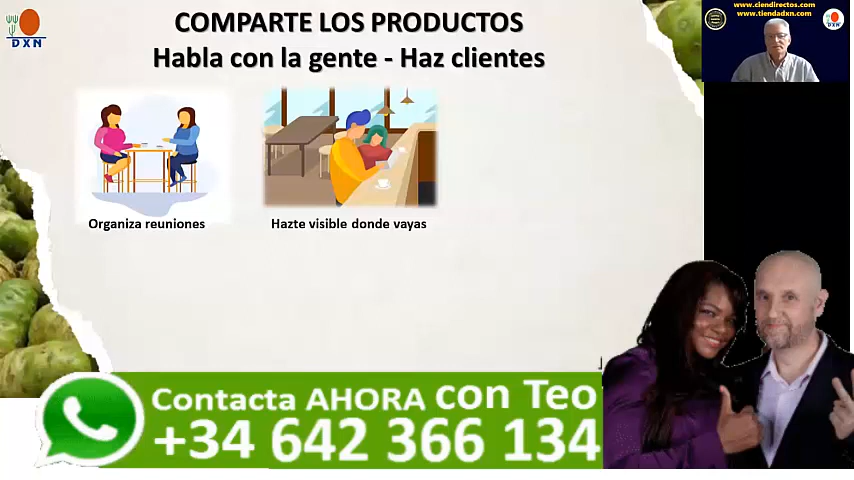 COMPARTE LOS PRODUCTOS
Habla con la gente - Haz clientes
DXN
www.ciendirectos.com
www.tiendadxn.com
Organiza reuniones
Hazte visible donde vayas
Contacta AHORA con Teo
+34 642 366 134